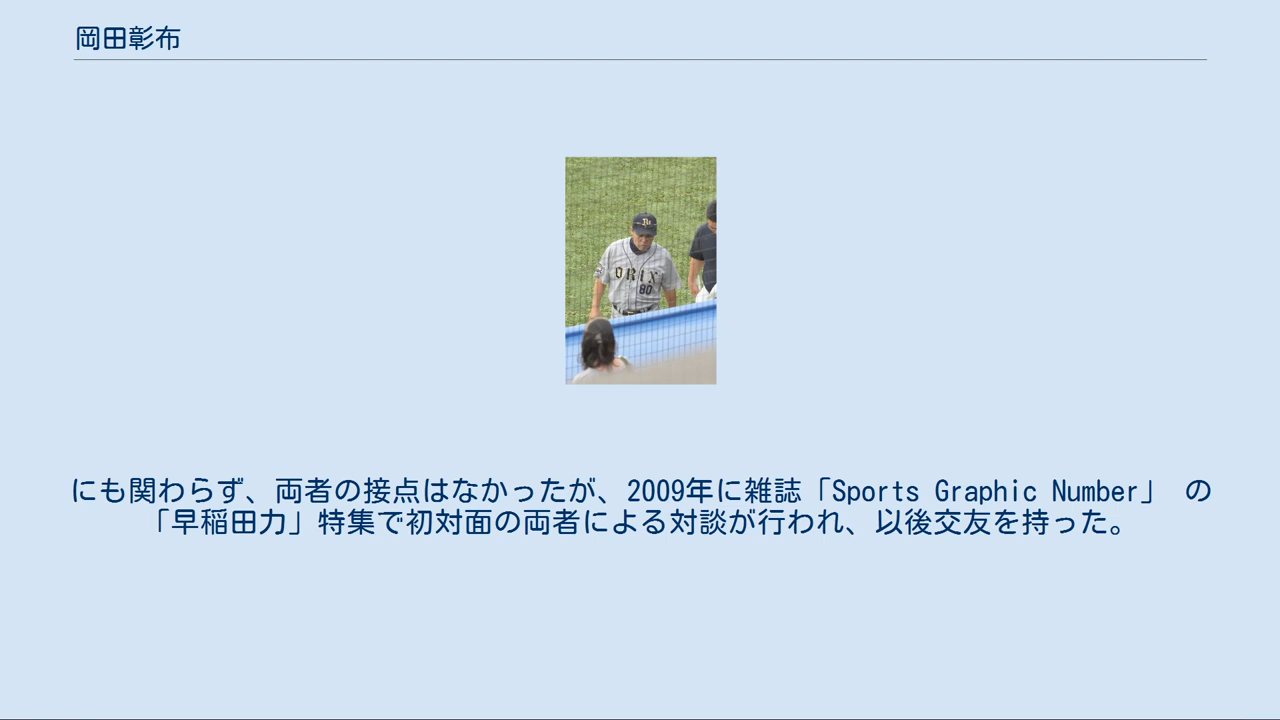 岡田彰布
ORIX
80
にも関わらず、両者の接点はなかったが、2009年に雑誌「Sports Graphic Number」 の
「早稲田力」特集で初対面の両者による対談が行われ、以後交友を持った。